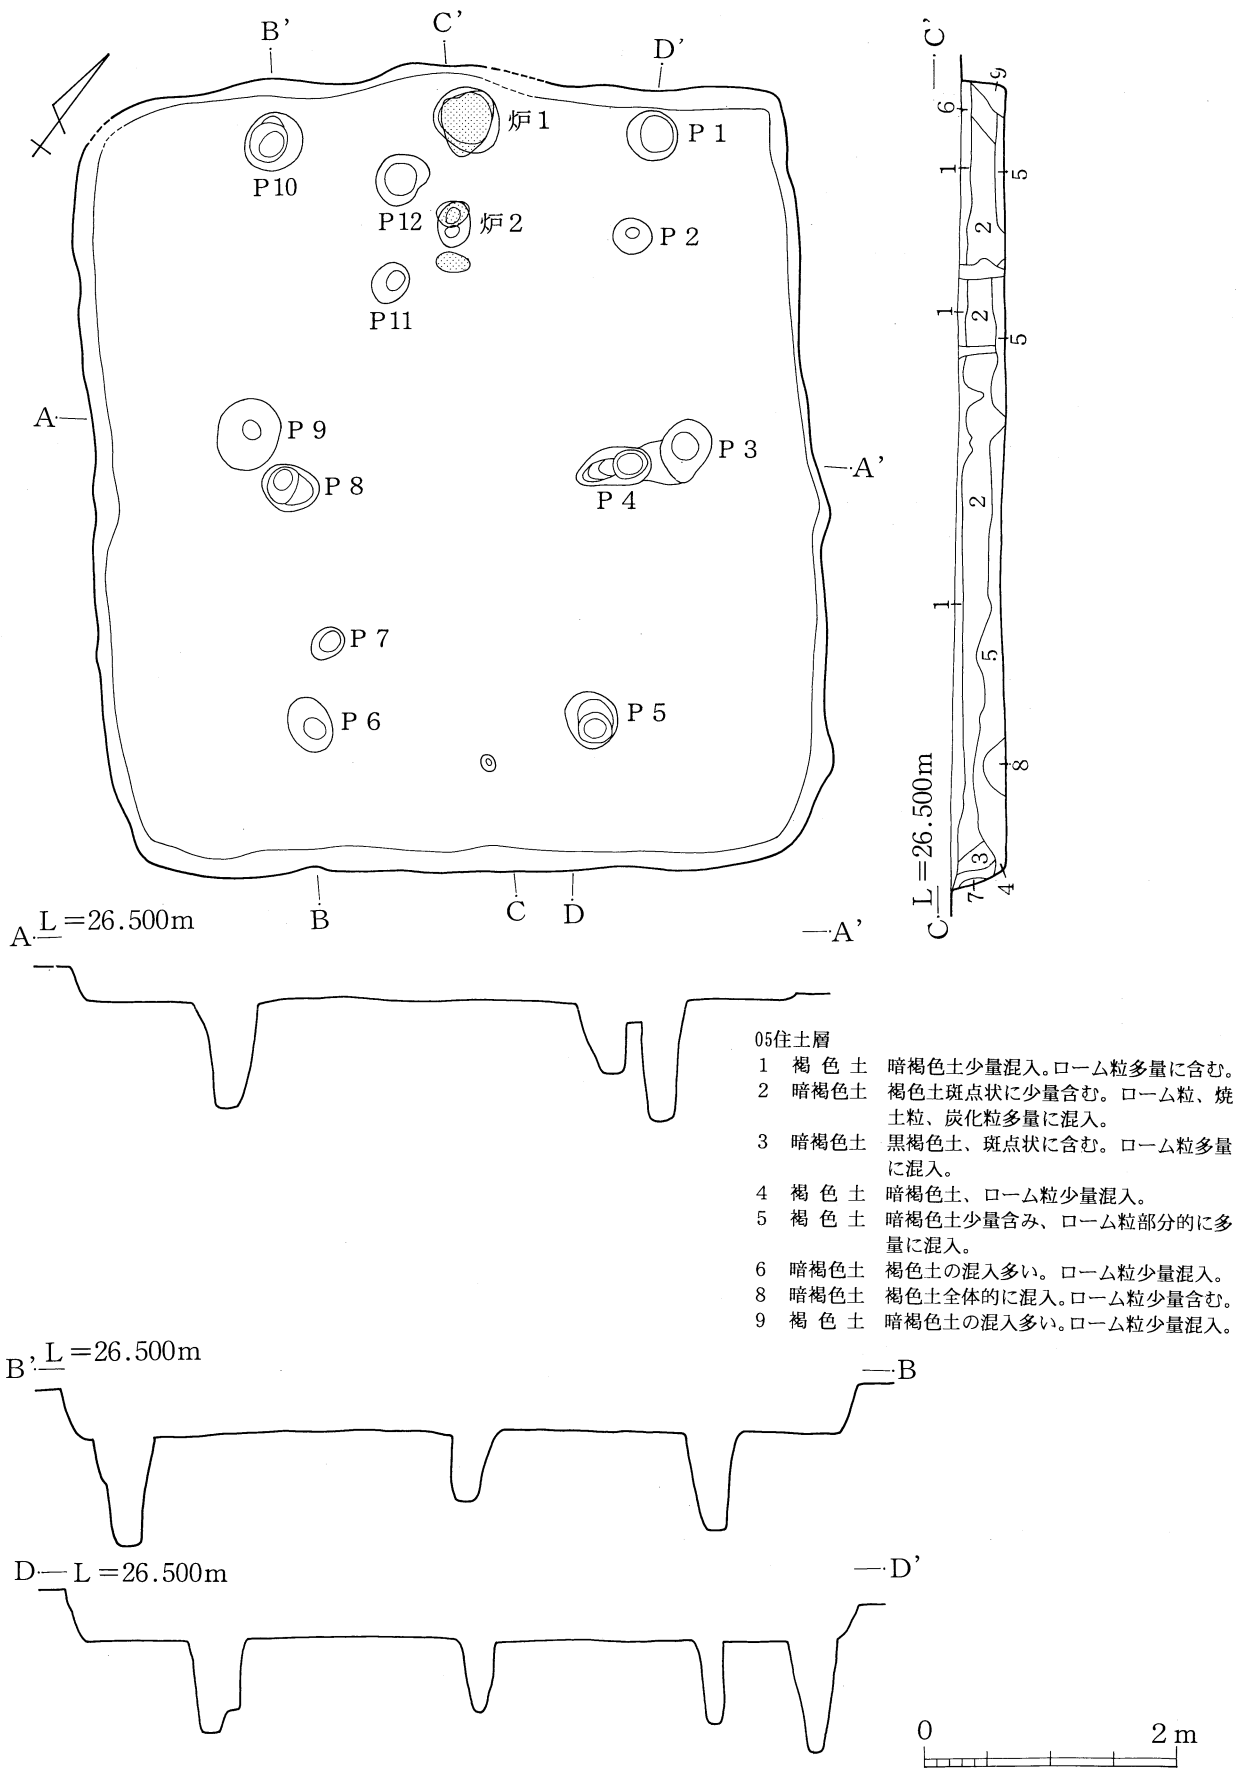 B' C' D'
炉1 P1
P10
P12 炉2 P2
P11
A P9 P3
A'
P8 P4
P7
P6 P5
B C D
C' 9
6
1 5
2
1 2
5
2
1
5
8
3
7 4
C L=26.500m
A L=26.500m A'
05住土層
1 褐色土 暗褐色土少量混入。ローム粒多量に含む。
2 暗褐色土 褐色土斑点状に少量含む。ローム粒、焼
土粒、炭化粒多量に混入。
3 暗褐色土 黒褐色土、斑点状に含む。ローム粒多量
に混入。
4 褐色土 暗褐色土、ローム粒少量混入。
5 褐色土 暗褐色土少量含み、ローム粒部分的に多
量に混入。
6 暗褐色土 褐色土の混入多い。ローム粒少量混入。
8 暗褐色土 褐色土全体的に混入。ローム粒少量含む。
9 褐色土 暗褐色土の混入多い。ローム粒少量混入。
B' L=26.500m B
D L=26.500m D'
0 2m